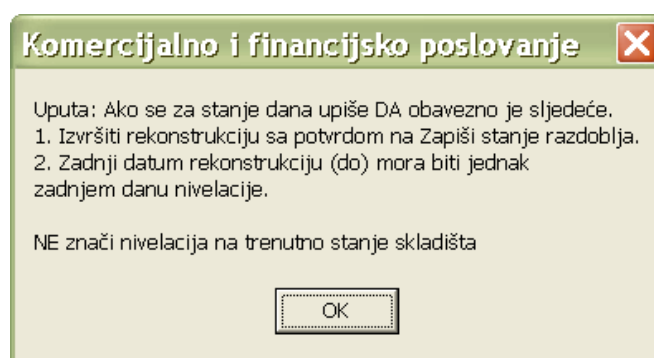 Komercijalno i financijsko poslovanje
Uputa: Ako se za stanje dana upiše DA obavezno je sljedeće.
1. Izvršiti rekonstrukciju sa potvrdom na Zapiši stanje razdoblja.
2. Zadnji datum rekonstrukciju (do) mora biti jednak
zadnjem danu nivelacije.
NE znači nivelacija na trenutno stanje skladišta
OK